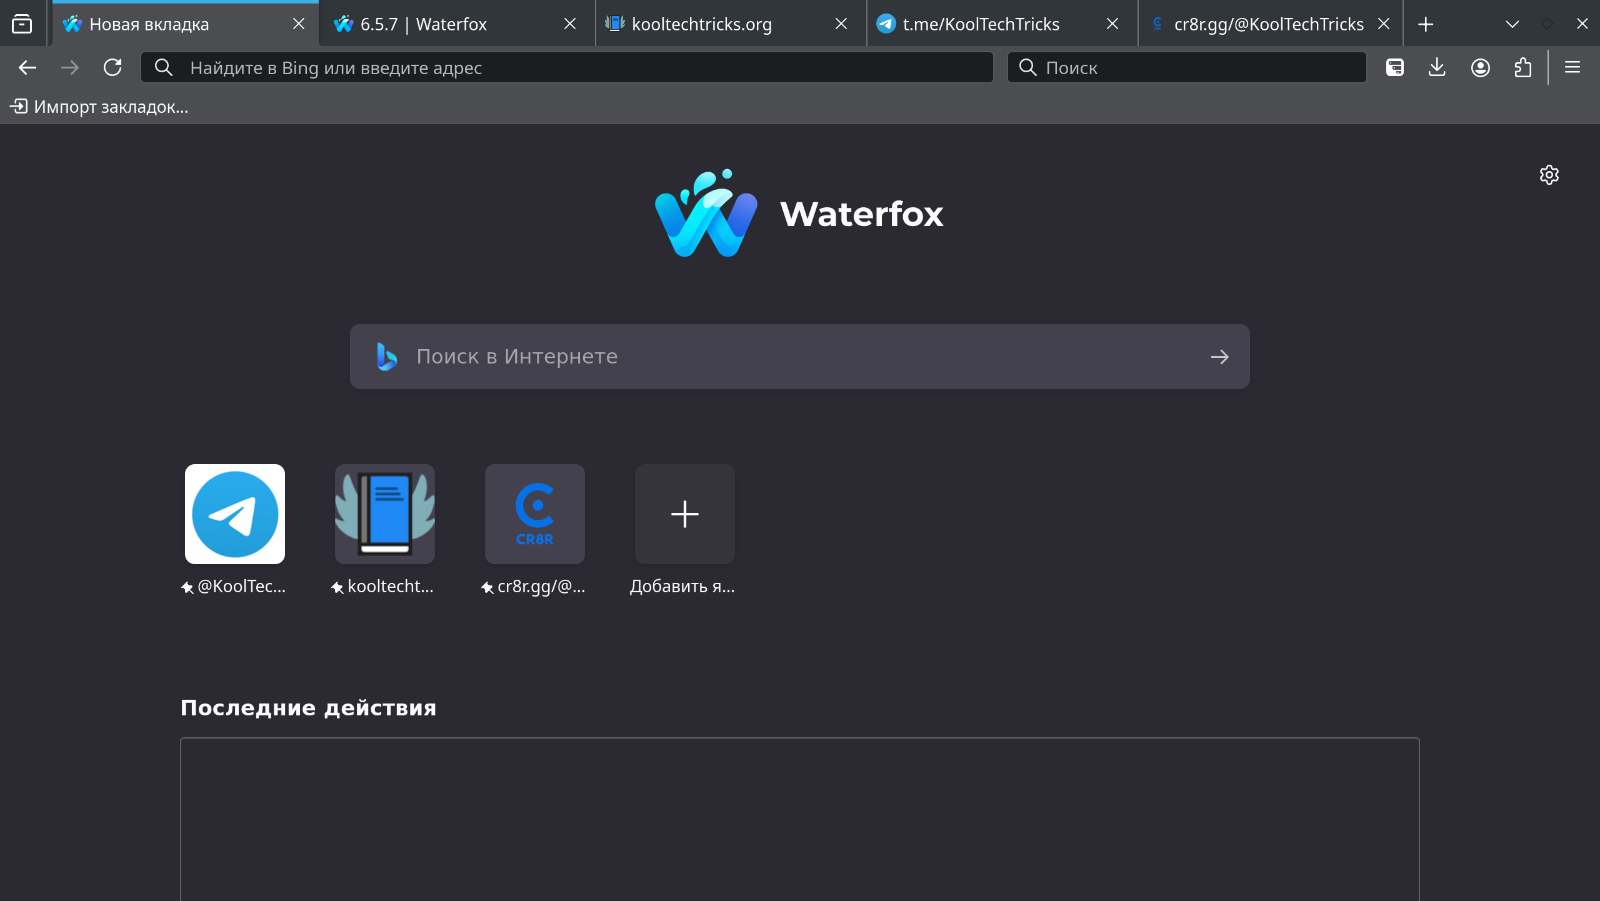 Новая вкладка
6.5.7 | Waterfox
kooltechtricks.org
t.me/KoolTechTricks
cr8r.gg/@KoolTechTricks
Найдите в Bing или введите адрес
Поиск
Импорт закладок...
Waterfox
Поиск в Интернете
CR8R
@KoolTec...
kooltecht...
cr8r.gg/@...
Добавить я...
Последние действия